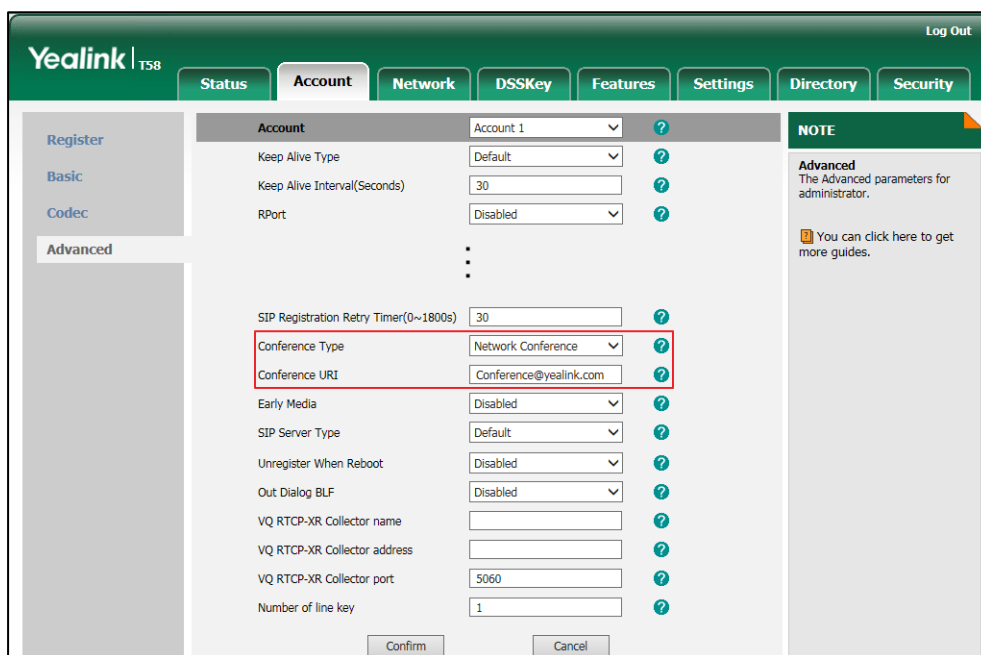 Log Out
Yealink | T58
Status Account Network DSSKey Features Settings Directory Security
Register
Basic
Codec
Advanced
Account Account 1
Keep Alive Type Default
Keep Alive Interval(Seconds) 30
RPort Disabled
SIP Registration Retry Timer(0~1800s) 30
Conference Type Network Conference
Conference URI Conference@yealink.com
Early Media Disabled
SIP Server Type Default
Unregister When Reboot Disabled
Out Dialog BLF Disabled
VQ RTCP-XR Collector name
VQ RTCP-XR Collector address
VQ RTCP-XR Collector port 5060
Number of line key 1
Confirm Cancel
NOTE
Advanced
The Advanced parameters for
administrator.
You can click here to get
more guides.